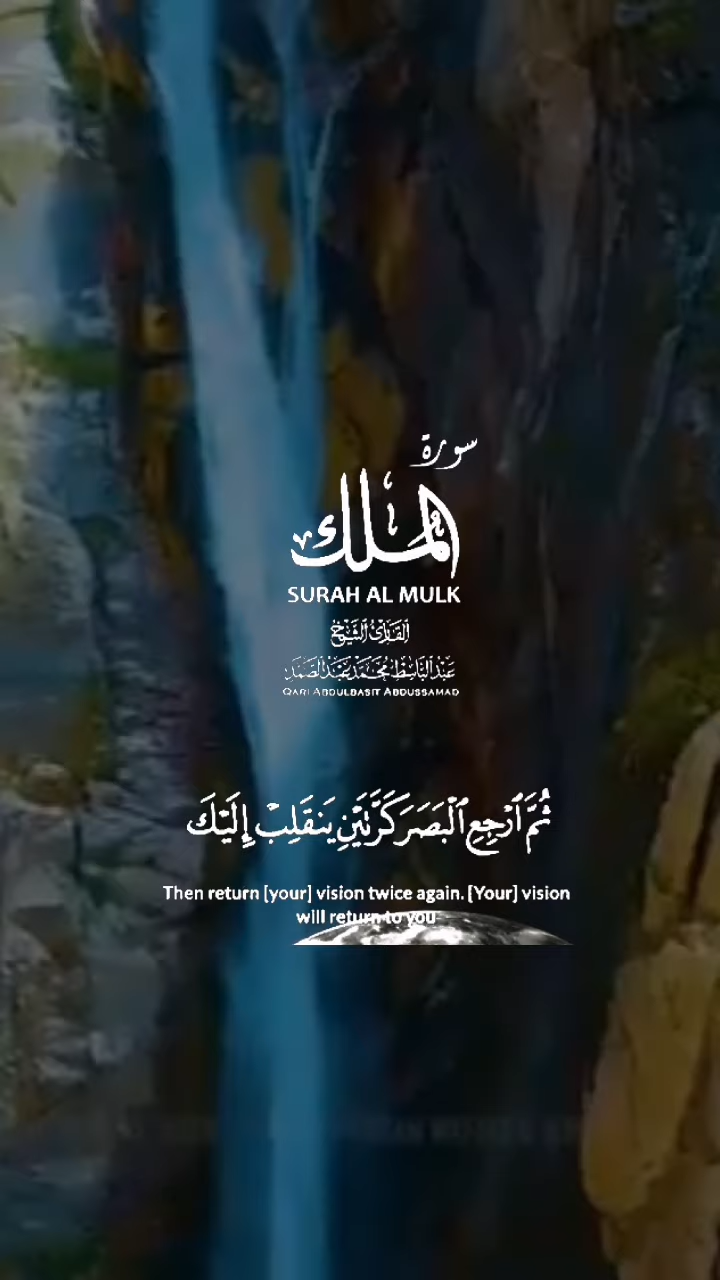 سورة
الملك
SURAH AL MULK
القارئ الشيخ
عبد الباسط محمد عبد الصمد
QARI ABDULBASIT ABDUSSAMAD
ثُمَّ ٱرْجِعِ ٱلْبَصَرَ كَرَّتَيْنِ يَنقَلِبْ إِلَيْكَ
Then return [your] vision twice again. [Your] vision
will return to you